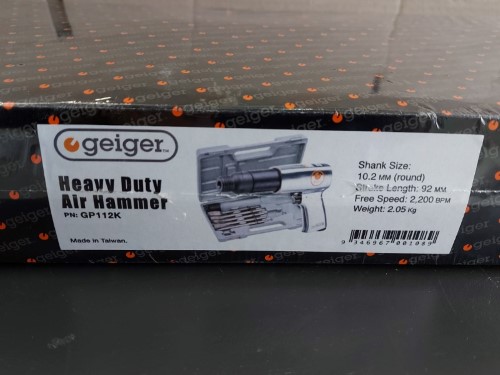 geiger
Heavy Duty
Air Hammer
PN: GP112K
Made in Taiwan.
Shank Size:
10.2 MM (round)
Stroke Length: 92 MM
Free Speed: 2,200 BPM
Weight: 2.05 Kg
geiger